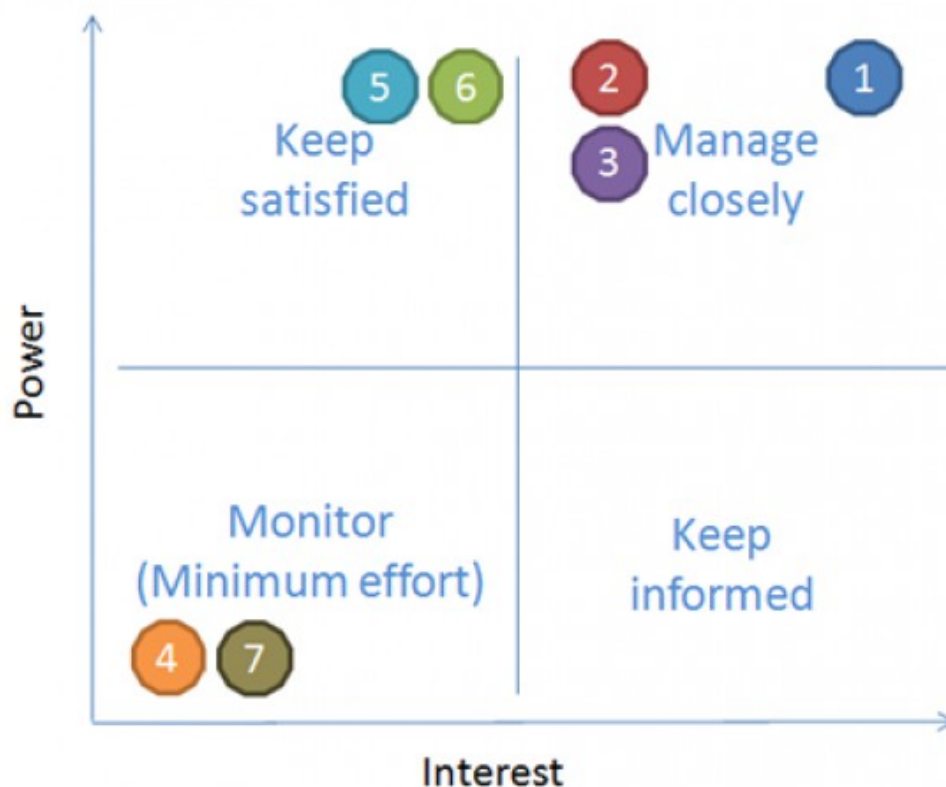 5
6
2
1
3
Keep
satisfied
Manage
closely
Power
Monitor
(Minimum effort)
Keep
informed
4
7
Interest